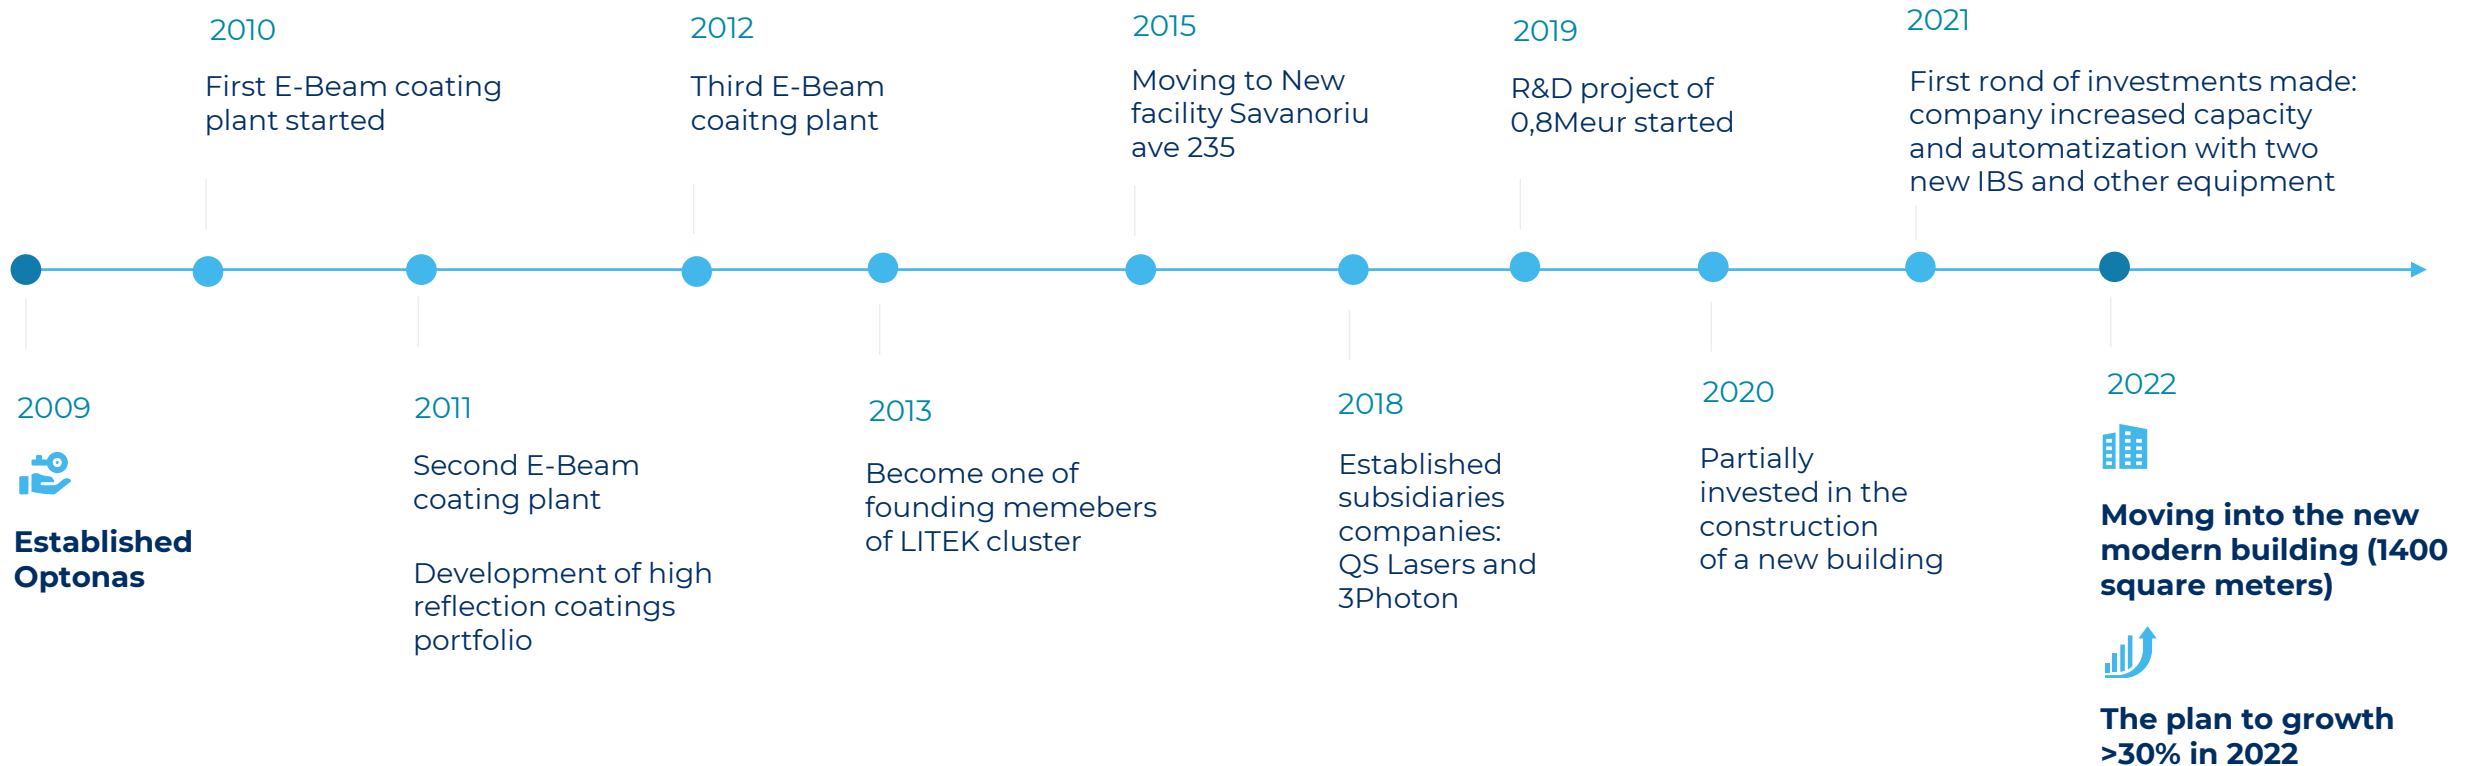 2010
First E-Beam coating
plant started
2012
Third E-Beam
coaitng plant
2015
Moving to New
facility Savanoriu
ave 235
2019
R&D project of
0,8Meur started
2021
First rond of investments made:
company increased capacity
and automatization with two
new IBS and other equipment
2009
Established
Optonas
2011
Second E-Beam
coating plant
Development of high
reflection coatings
portfolio
2013
Become one of
founding memebers
of LITEK cluster
2018
Established
subsidiaries
companies:
QS Lasers and
3Photon
2020
Partially
invested in the
construction
of a new building
2022
Moving into the new
modern building (1400
square meters)
The plan to growth
>30% in 2022